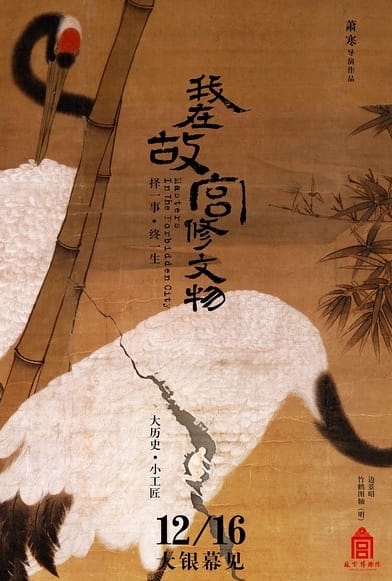 萧寒 导演作品
我在故宫修文物
Masters
In The Forbidden City
择一事·终一生
大历史·小工匠
边景昭
竹鹤图轴(明)
12/16
大银幕见
宫
故宫博物院